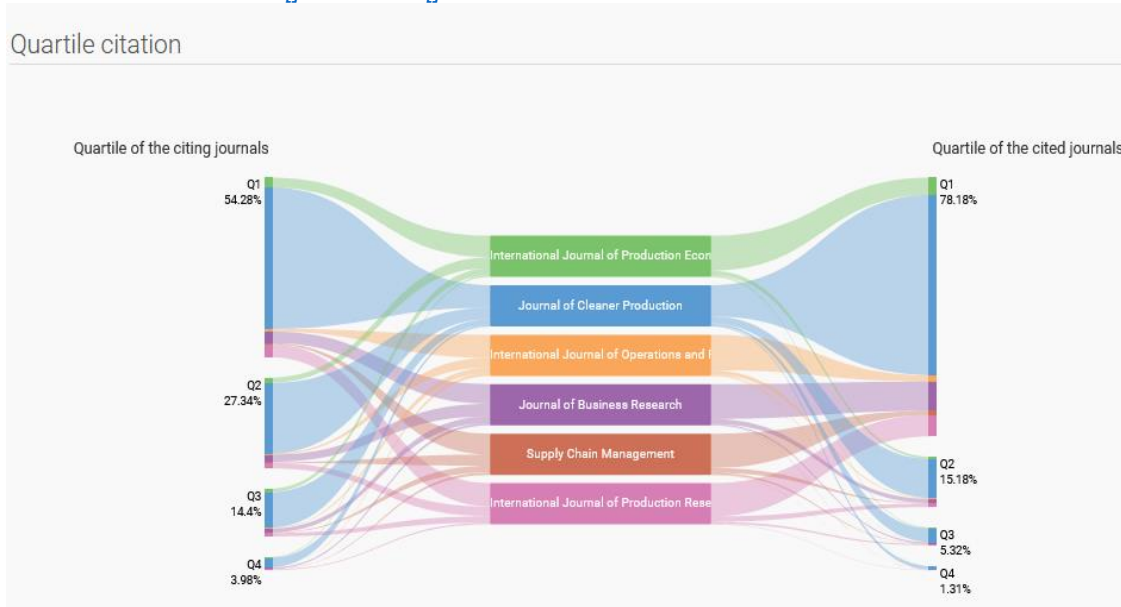 Quartile citation
Quartile of the citing journals
Quartile of the cited journals
Q1
54.28%
Q2
27.34%
Q3
14.4%
Q4
3.98%
International Journal of Production Econ
Journal of Cleaner Production
International Journal of Operations and
Journal of Business Research
Supply Chain Management
International Journal of Production Rese
Q1
78.18%
Q2
15.18%
Q3
5.32%
Q4
1.31%